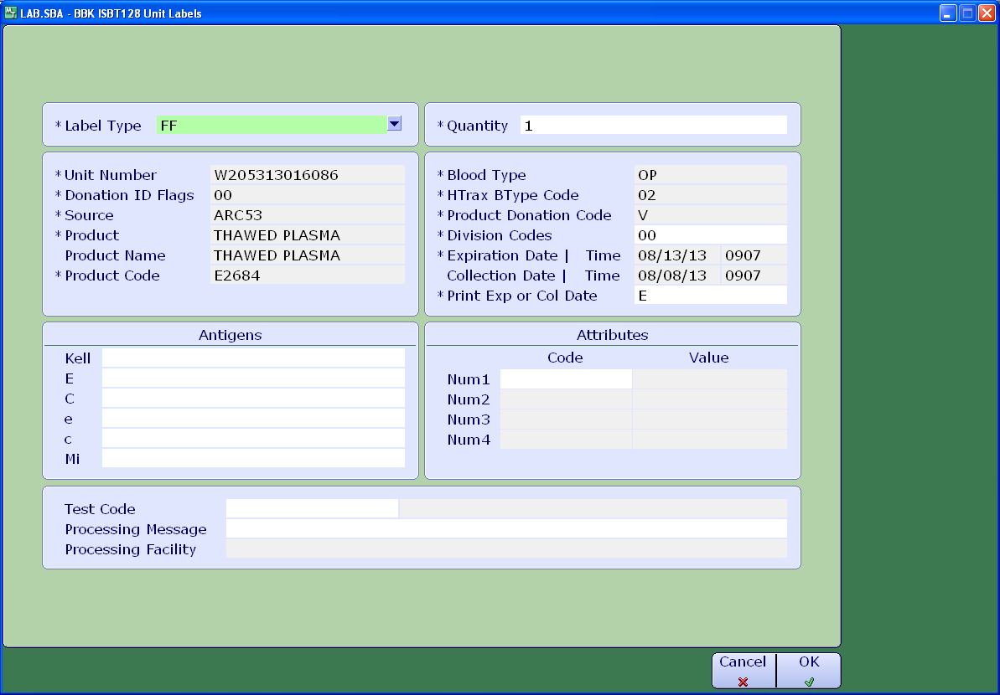 LAB.SBA - BBK ISBT128 Unit Labels
*Label Type FF
*Quantity 1
*Unit Number W205313016086
*Donation ID Flags 00
*Source ARC53
*Product THAWED PLASMA
Product Name THAWED PLASMA
*Product Code E2684
*Blood Type OP
*HTrax BType Code 02
*Product Donation Code V
*Division Codes 00
*Expiration Date | Time 08/13/13 0907
Collection Date | Time 08/08/13 0907
*Print Exp or Col Date E
Antigens
Kell
E
C
e
c
Mi
Attributes
Code Value
Num1
Num2
Num3
Num4
Test Code
Processing Message
Processing Facility
Cancel OK